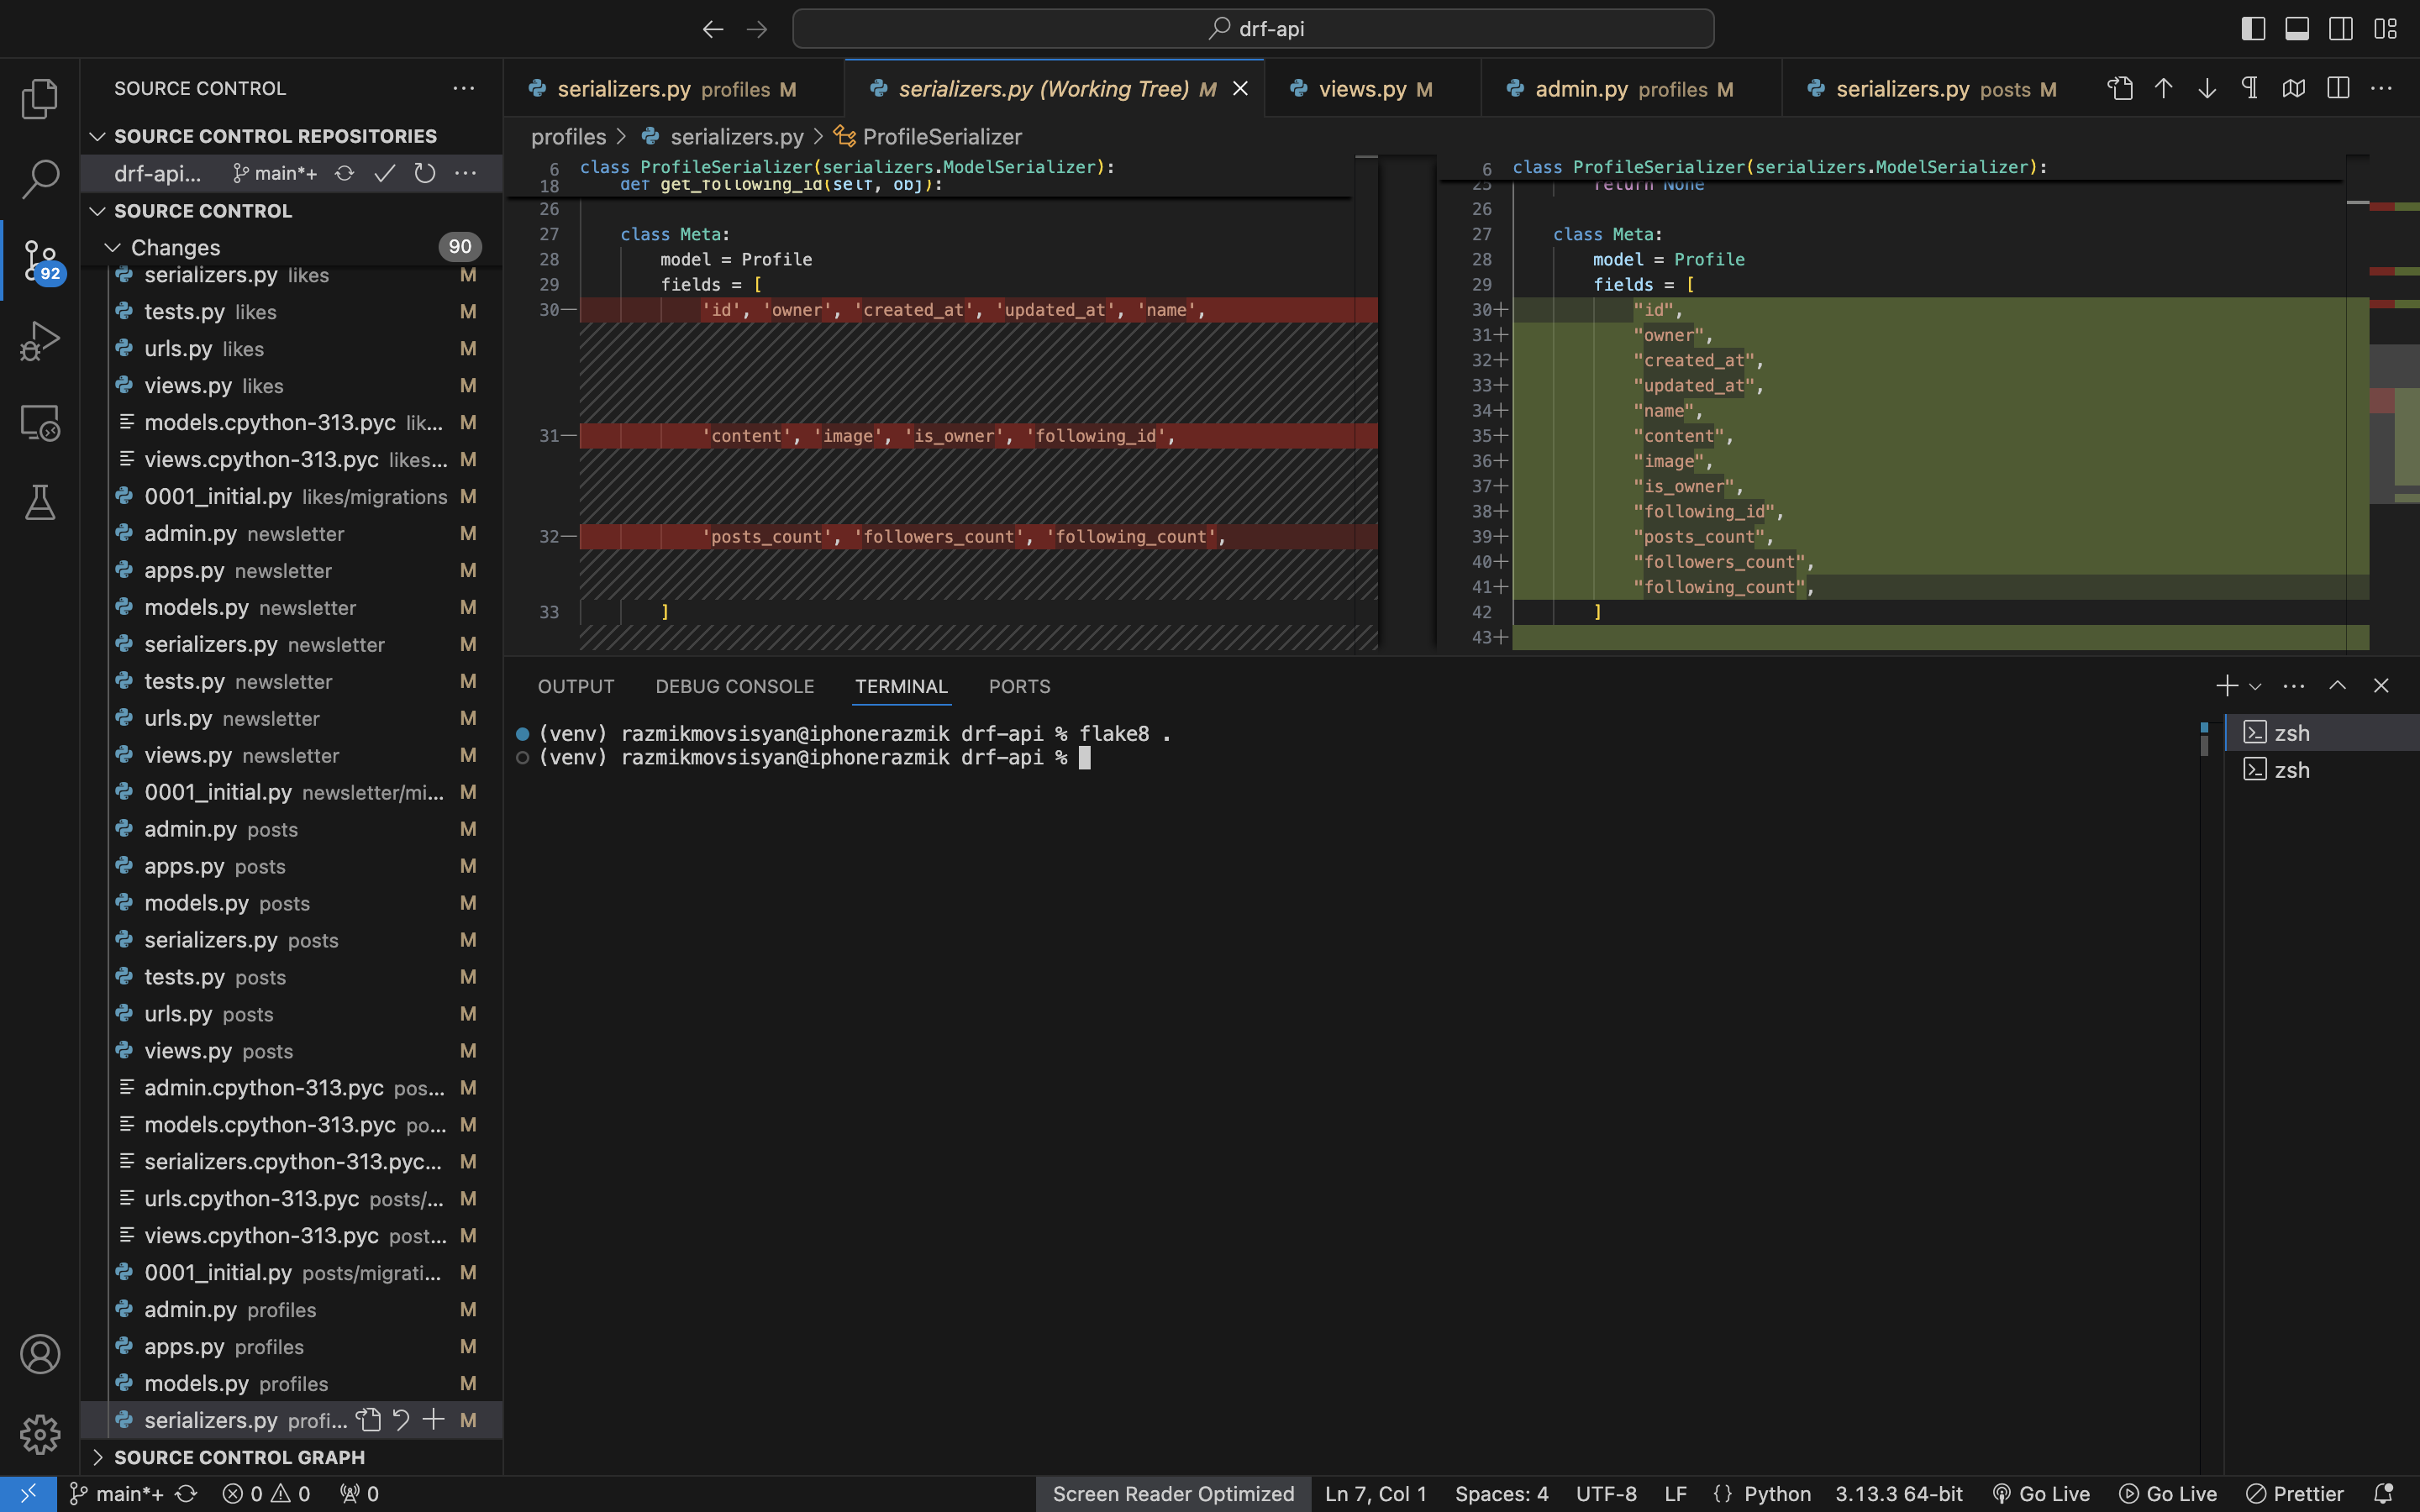 drf-api
SOURCE CONTROL
SOURCE CONTROL REPOSITORIES
drf-api... main*+
SOURCE CONTROL
Changes 90
92
serializers.py likes M
tests.py likes M
urls.py likes M
views.py likes M
models.cpython-313.pyc lik... M
views.cpython-313.pyc likes... M
0001_initial.py likes/migrations M
admin.py newsletter M
apps.py newsletter M
models.py newsletter M
serializers.py newsletter M
tests.py newsletter M
urls.py newsletter M
views.py newsletter M
0001_initial.py newsletter/mi... M
admin.py posts M
apps.py posts M
models.py posts M
serializers.py posts M
tests.py posts M
urls.py posts M
views.py posts M
admin.cpython-313.pyc pos... M
models.cpython-313.pyc po... M
serializers.cpython-313.pyc... M
urls.cpython-313.pyc posts/... M
views.cpython-313.pyc post... M
0001_initial.py posts/migrati... M
admin.py profiles M
apps.py profiles M
models.py profiles M
serializers.py profi... M
SOURCE CONTROL GRAPH
serializers.py profiles M
serializers.py (Working Tree) M
views.py M
admin.py profiles M
serializers.py posts M
profiles > serializers.py > ProfileSerializer
6 class ProfileSerializer(serializers.ModelSerializer):
18 def get_following_id(self, obj):
26
27 class Meta:
28 model = Profile
29 fields = [
30— 'id', 'owner', 'created_at', 'updated_at', 'name',
31— 'content', 'image', 'is_owner', 'following_id',
32— 'posts_count', 'followers_count', 'following_count',
33 ]
6 class ProfileSerializer(serializers.ModelSerializer):
25 return None
26
27 class Meta:
28 model = Profile
29 fields = [
30+ "id",
31+ "owner",
32+ "created_at",
33+ "updated_at",
34+ "name",
35+ "content",
36+ "image",
37+ "is_owner",
38+ "following_id",
39+ "posts_count",
40+ "followers_count",
41+ "following_count",
42 ]
43+
OUTPUT DEBUG CONSOLE TERMINAL PORTS
(venv) razmikmovsisyan@iphonerazmik drf-api % flake8 .
(venv) razmikmovsisyan@iphonerazmik drf-api %
zsh
zsh
main*+ 0 0 0
Screen Reader Optimized Ln 7, Col 1 Spaces: 4 UTF-8 LF {} Python 3.13.3 64-bit Go Live Go Live Prettier